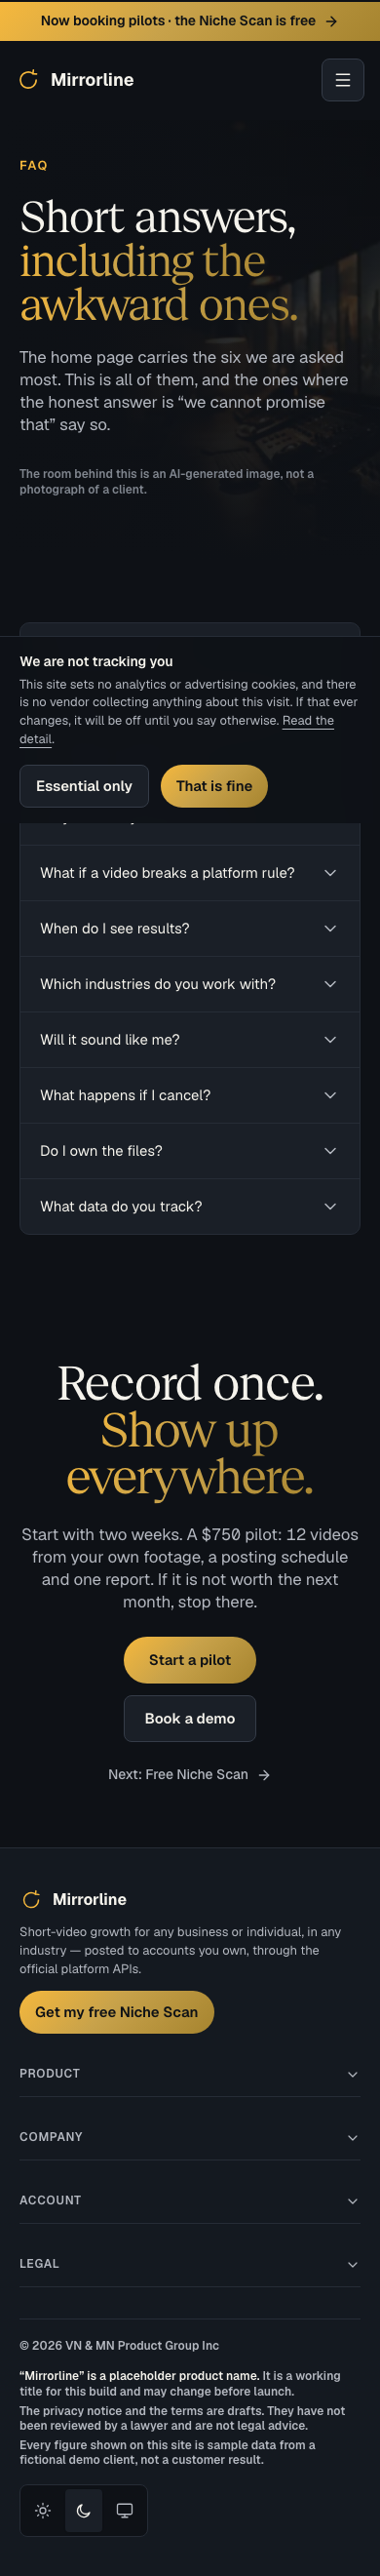 Now booking pilots · the Niche Scan is free →
Mirrorline
FAQ
Short answers,
including the
awkward ones.
The home page carries the six we are asked
most. This is all of them, and the ones where
the honest answer is “we cannot promise
that” say so.
The room behind this is an AI-generated image, not a
photograph of a client.
We are not tracking you
This site sets no analytics or advertising cookies, and there
is no vendor collecting anything about this visit. If that ever
changes, it will be off until you say otherwise. Read the
detail.
Essential only
That is fine
What if a video breaks a platform rule?
When do I see results?
Which industries do you work with?
Will it sound like me?
What happens if I cancel?
Do I own the files?
What data do you track?
Record once.
Show up
everywhere.
Start with two weeks. A $750 pilot: 12 videos
from your own footage, a posting schedule
and one report. If it is not worth the next
month, stop there.
Start a pilot
Book a demo
Next: Free Niche Scan →
Mirrorline
Short-video growth for any business or individual, in any
industry — posted to accounts you own, through the
official platform APIs.
Get my free Niche Scan
PRODUCT
COMPANY
ACCOUNT
LEGAL
© 2026 VN & MN Product Group Inc
“Mirrorline” is a placeholder product name. It is a working
title for this build and may change before launch.
The privacy notice and the terms are drafts. They have not
been reviewed by a lawyer and are not legal advice.
Every figure shown on this site is sample data from a
fictional demo client, not a customer result.